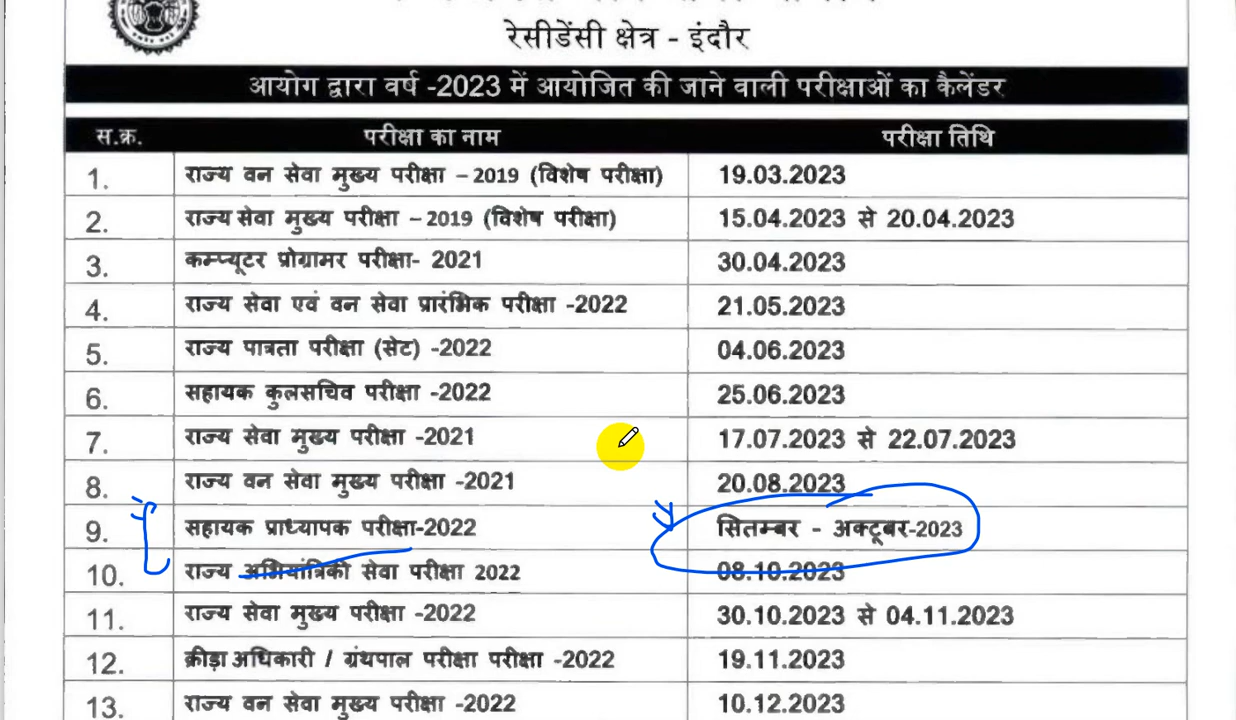 रेसीडेंसी क्षेत्र - इंदौर
आयोग द्वारा वर्ष -2023 में आयोजित की जाने वाली परीक्षाओं का कैलेंडर
स.क्र. परीक्षा का नाम परीक्षा तिथि
1. राज्य वन सेवा मुख्य परीक्षा – 2019 (विशेष परीक्षा) 19.03.2023
2. राज्य सेवा मुख्य परीक्षा – 2019 (विशेष परीक्षा) 15.04.2023 से 20.04.2023
3. कम्प्यूटर प्रोग्रामर परीक्षा- 2021 30.04.2023
4. राज्य सेवा एवं वन सेवा प्रारंभिक परीक्षा -2022 21.05.2023
5. राज्य पात्रता परीक्षा (सेट) -2022 04.06.2023
6. सहायक कुलसचिव परीक्षा -2022 25.06.2023
7. राज्य सेवा मुख्य परीक्षा -2021 17.07.2023 से 22.07.2023
8. राज्य वन सेवा मुख्य परीक्षा -2021 20.08.2023
9. सहायक प्राध्यापक परीक्षा-2022 सितम्बर - अक्टूबर-2023
10. राज्य अभियांत्रिकी सेवा परीक्षा 2022 08.10.2023
11. राज्य सेवा मुख्य परीक्षा -2022 30.10.2023 से 04.11.2023
12. क्रीड़ा अधिकारी / ग्रंथपाल परीक्षा परीक्षा -2022 19.11.2023
13. राज्य वन सेवा मुख्य परीक्षा -2022 10.12.2023